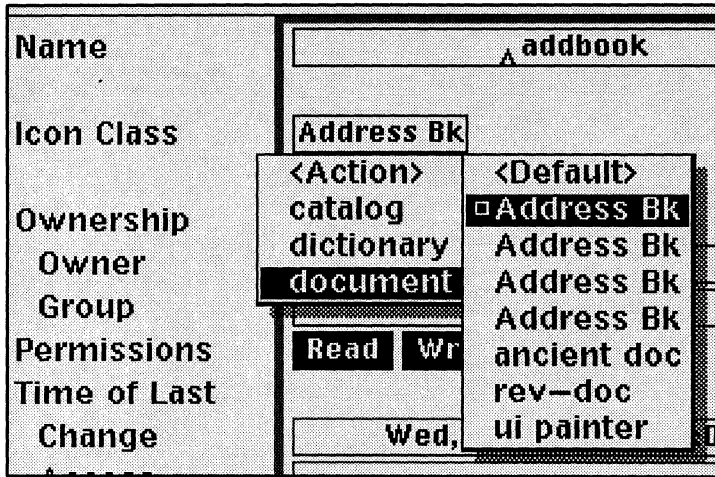 Name
addbook
Icon Class
Address Bk
<Action>
<Default>
catalog
Address Bk
Ownership
dictionary
Address Bk
Owner
document
Address Bk
Group
Address Bk
Permissions
Read
Wr
ancient doc
Time of Last
rev–doc
Change
Wed,
ui painter